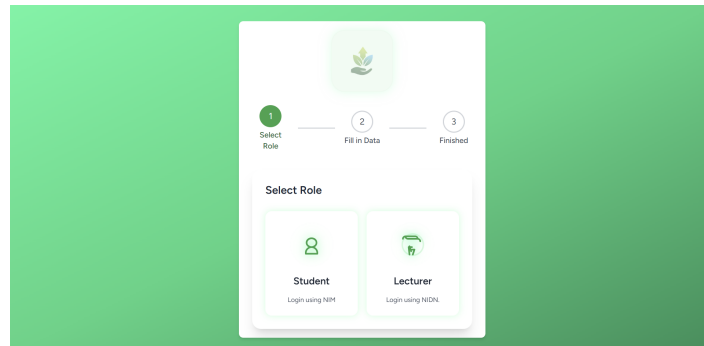 1
2
3
Select
Role
Fill in Data
Finished
Select Role
Student
Lecturer
Login using NIM
Login using NIDN.